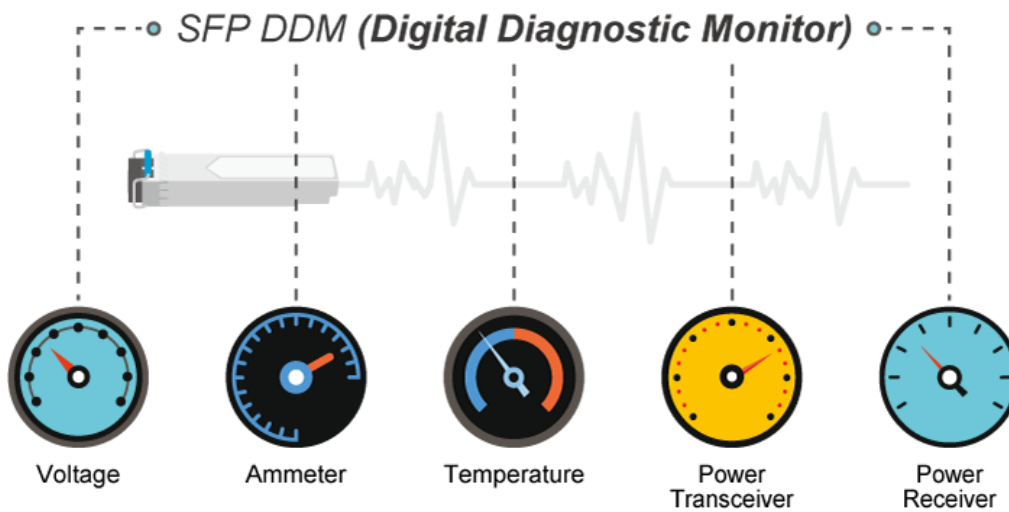 SFP DDM (Digital Diagnostic Monitor)
Voltage
Ammeter
Temperature
Power
Transceiver
Power
Receiver